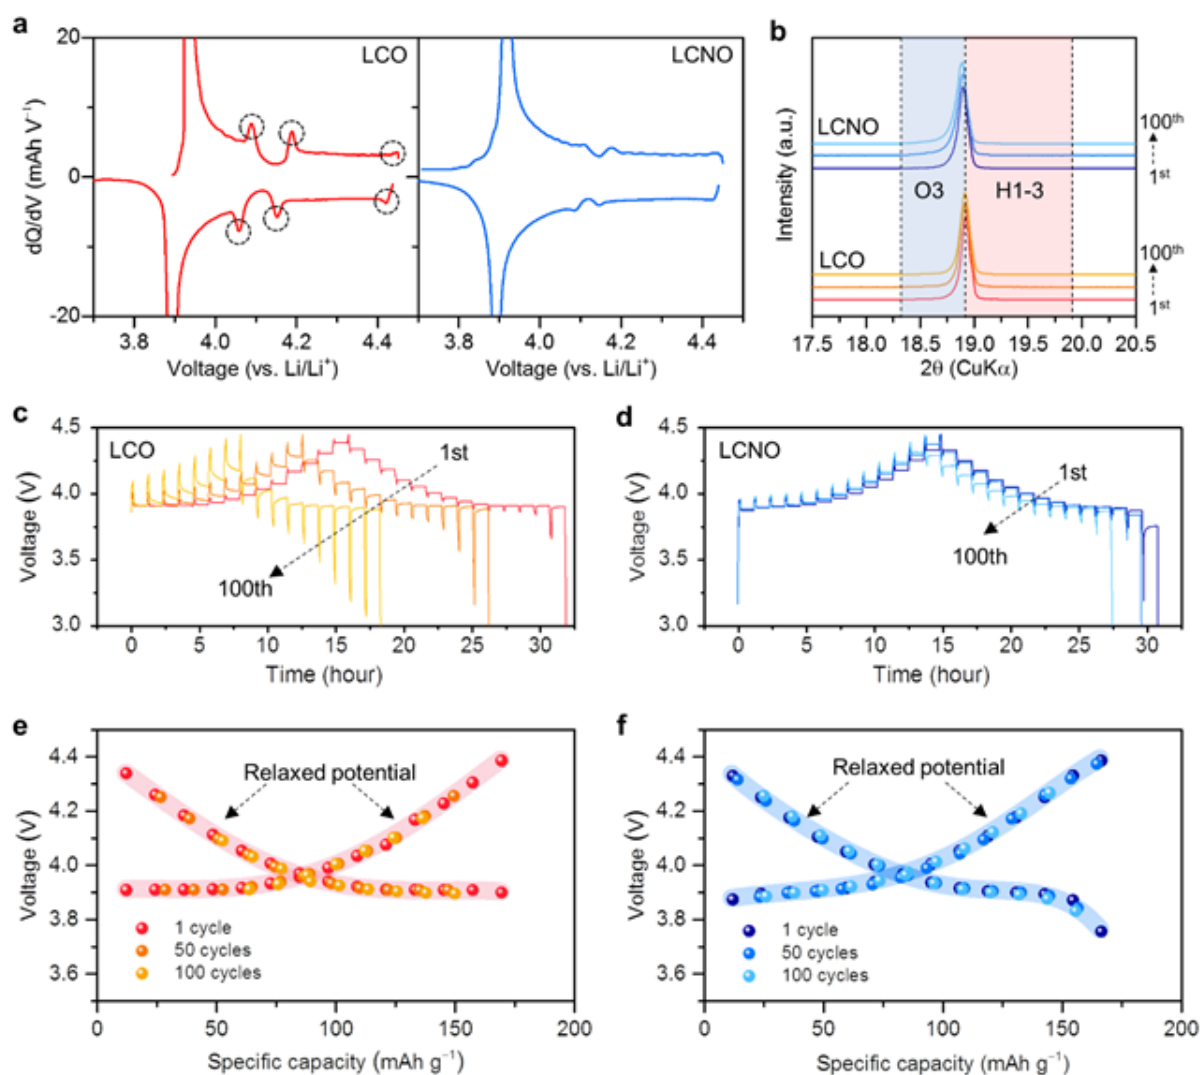 a
20
10
0
-10
-20
dQ/dV (mAh V⁻¹)
LCO
LCNO
3.8 4.0 4.2 4.4
3.8 4.0 4.2 4.4
Voltage (vs. Li/Li⁺)
Voltage (vs. Li/Li⁺)
b
Intensity (a.u.)
LCNO
100th
1st
O3
H1-3
LCO
100th
1st
17.5 18.0 18.5 19.0 19.5 20.0 20.5
2θ (CuKα)
c
4.5
4.0
3.5
3.0
Voltage (V)
LCO
1st
100th
0 5 10 15 20 25 30
Time (hour)
d
4.5
4.0
3.5
3.0
Voltage (V)
LCNO
1st
100th
0 5 10 15 20 25 30
Time (hour)
e
4.4
4.2
4.0
3.8
3.6
Voltage (V)
Relaxed potential
1 cycle
50 cycles
100 cycles
0 50 100 150 200
Specific capacity (mAh g⁻¹)
f
4.4
4.2
4.0
3.8
3.6
Voltage (V)
Relaxed potential
1 cycle
50 cycles
100 cycles
0 50 100 150 200
Specific capacity (mAh g⁻¹)